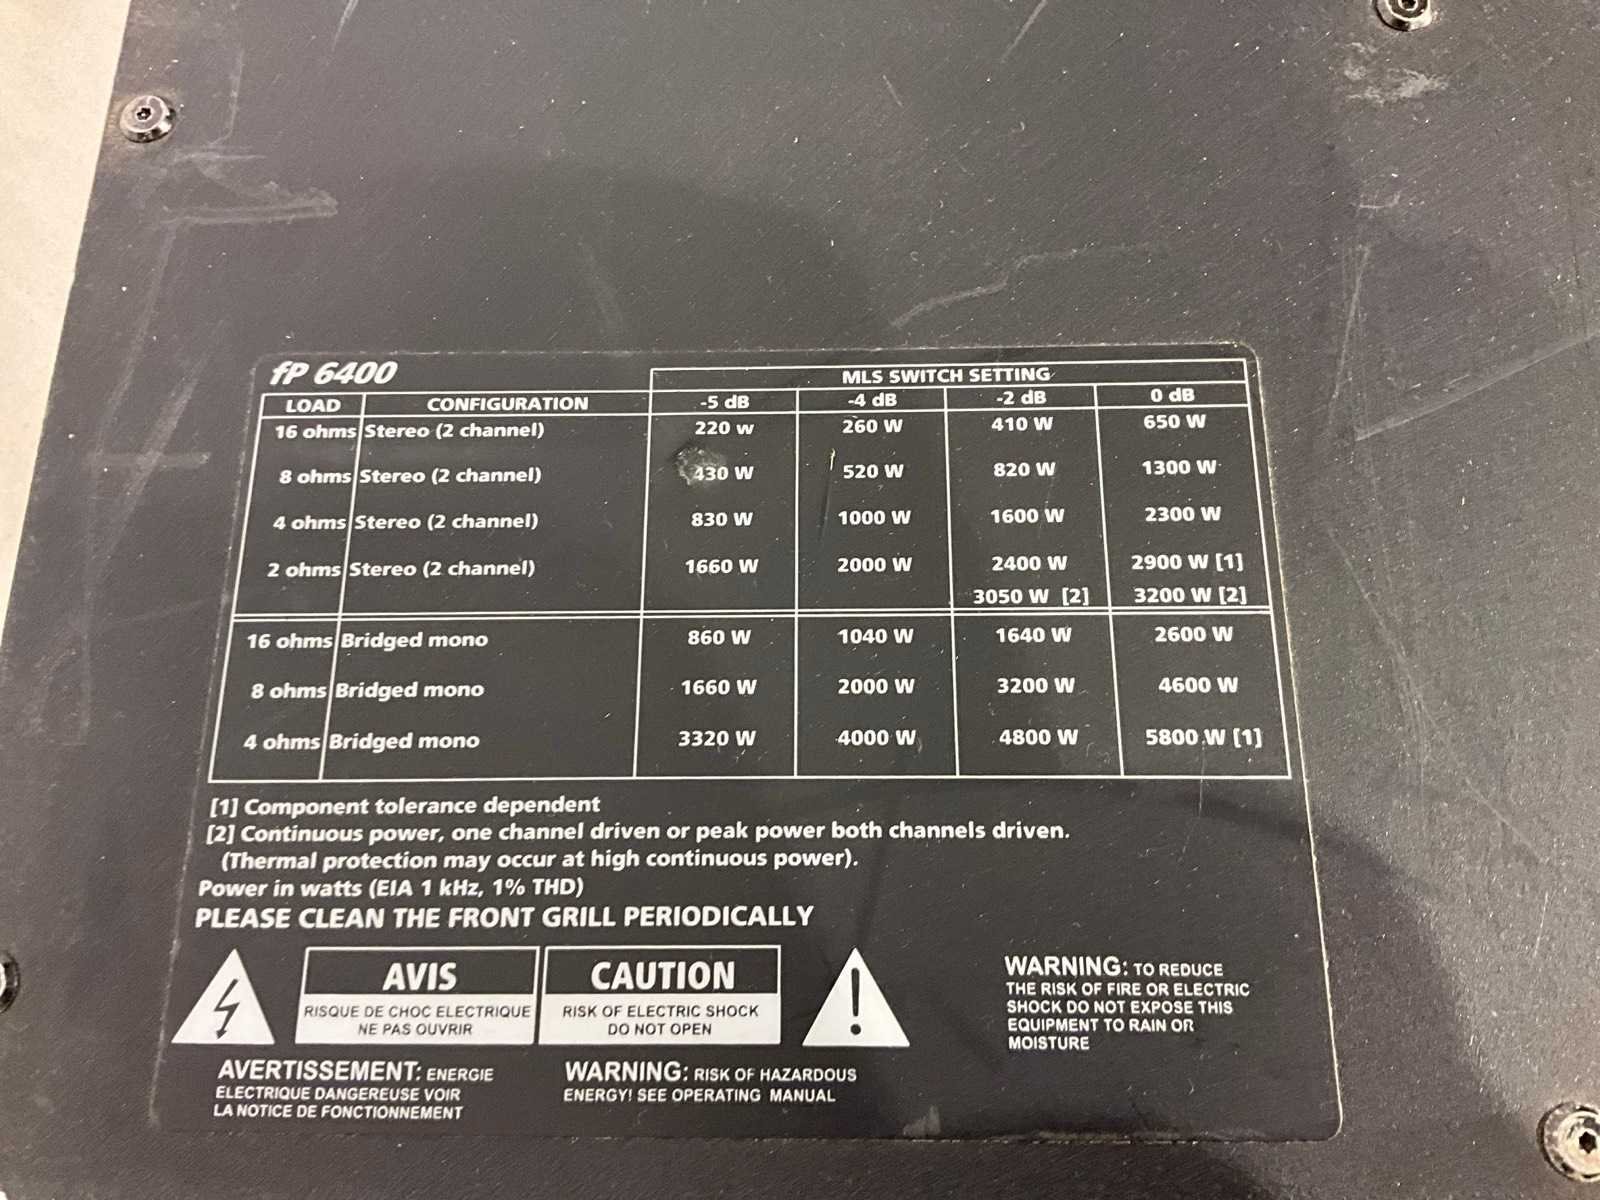 fP 6400
MLS SWITCH SETTING
LOAD CONFIGURATION -5 dB -4 dB -2 dB 0 dB
16 ohms Stereo (2 channel) 220 w 260 W 410 W 650 W
8 ohms Stereo (2 channel) 430 W 520 W 820 W 1300 W
4 ohms Stereo (2 channel) 830 W 1000 W 1600 W 2300 W
2 ohms Stereo (2 channel) 1660 W 2000 W 2400 W 2900 W [1]
3050 W [2] 3200 W [2]
16 ohms Bridged mono 860 W 1040 W 1640 W 2600 W
8 ohms Bridged mono 1660 W 2000 W 3200 W 4600 W
4 ohms Bridged mono 3320 W 4000 W 4800 W 5800 W [1]
[1] Component tolerance dependent
[2] Continuous power, one channel driven or peak power both channels driven.
(Thermal protection may occur at high continuous power).
Power in watts (EIA 1 kHz, 1% THD)
PLEASE CLEAN THE FRONT GRILL PERIODICALLY
AVIS
RISQUE DE CHOC ELECTRIQUE
NE PAS OUVRIR
CAUTION
RISK OF ELECTRIC SHOCK
DO NOT OPEN
WARNING: TO REDUCE
THE RISK OF FIRE OR ELECTRIC
SHOCK DO NOT EXPOSE THIS
EQUIPMENT TO RAIN OR
MOISTURE
AVERTISSEMENT: ENERGIE
ELECTRIQUE DANGEREUSE VOIR
LA NOTICE DE FONCTIONNEMENT
WARNING: RISK OF HAZARDOUS
ENERGY! SEE OPERATING MANUAL